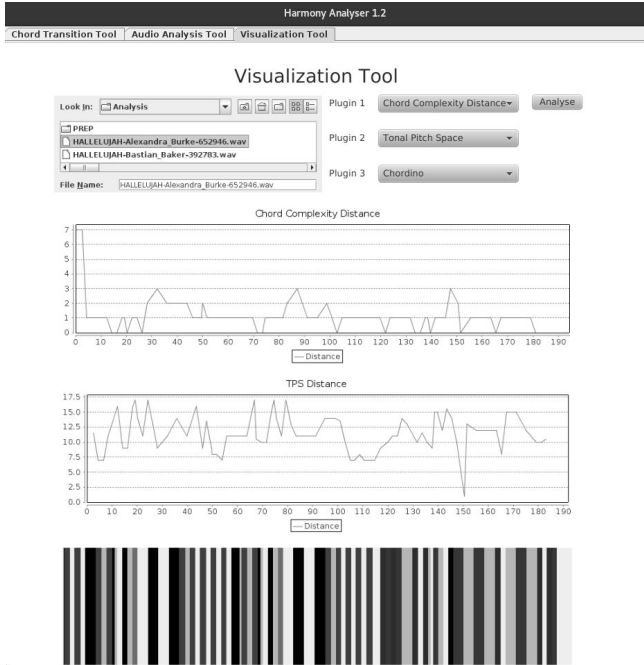 Harmony Analyser 1.2
Chord Transition Tool Audio Analysis Tool Visualization Tool
Visualization Tool
Look In: Analysis
Plugin 1 Chord Complexity Distance Analyse
PREP
HALLELUJAH-Alexandra_Burke-652946.wav
HALLELUJAH-Bastian_Baker-392783.wav
Plugin 2 Tonal Pitch Space
File Name: HALLELUJAH-Alexandra_Burke-652946.wav
Plugin 3 Chordino
Chord Complexity Distance
7
6
5
4
3
2
1
0
0 10 20 30 40 50 60 70 80 90 100 110 120 130 140 150 160 170 180 190
Distance
TPS Distance
17.5
15.0
12.5
10.0
7.5
5.0
2.5
0.0
0 10 20 30 40 50 60 70 80 90 100 110 120 130 140 150 160 170 180 190
Distance